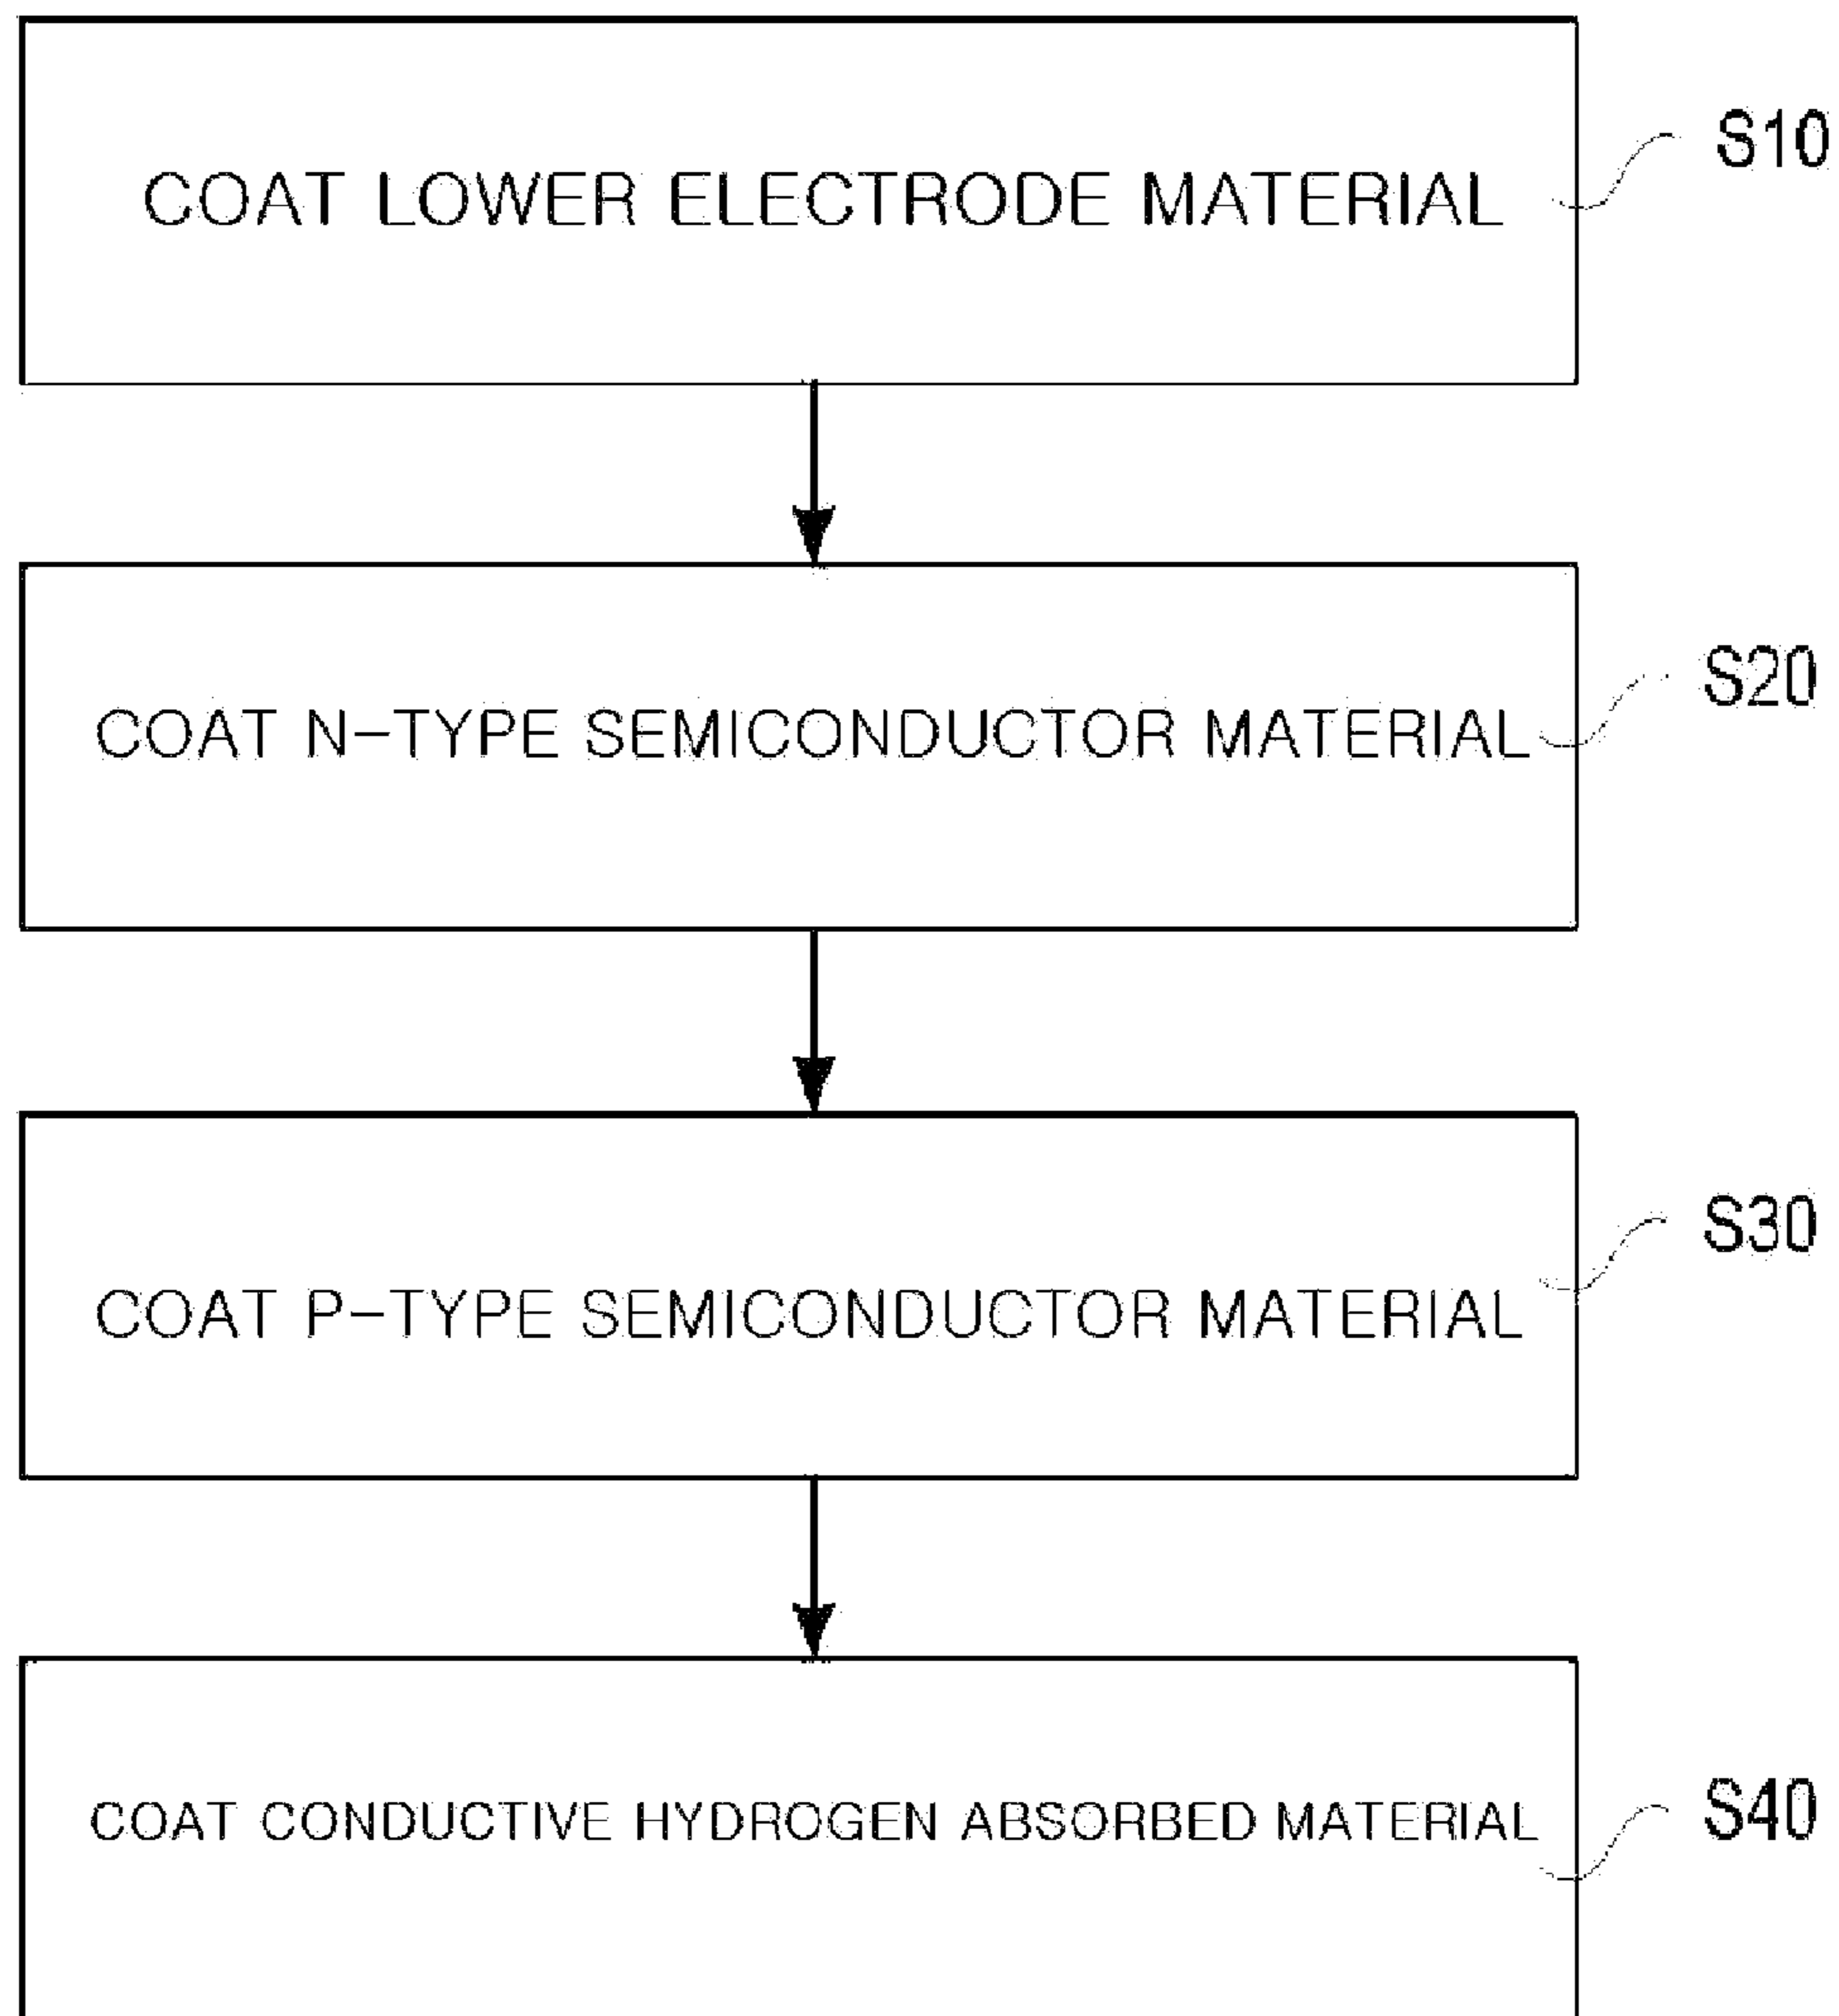 COAT LOWER ELECTRODE MATERIAL
S10
COAT N-TYPE SEMICONDUCTOR MATERIAL
S20
COAT P-TYPE SEMICONDUCTOR MATERIAL
S30
COAT CONDUCTIVE HYDROGEN ABSORBED MATERIAL
S40